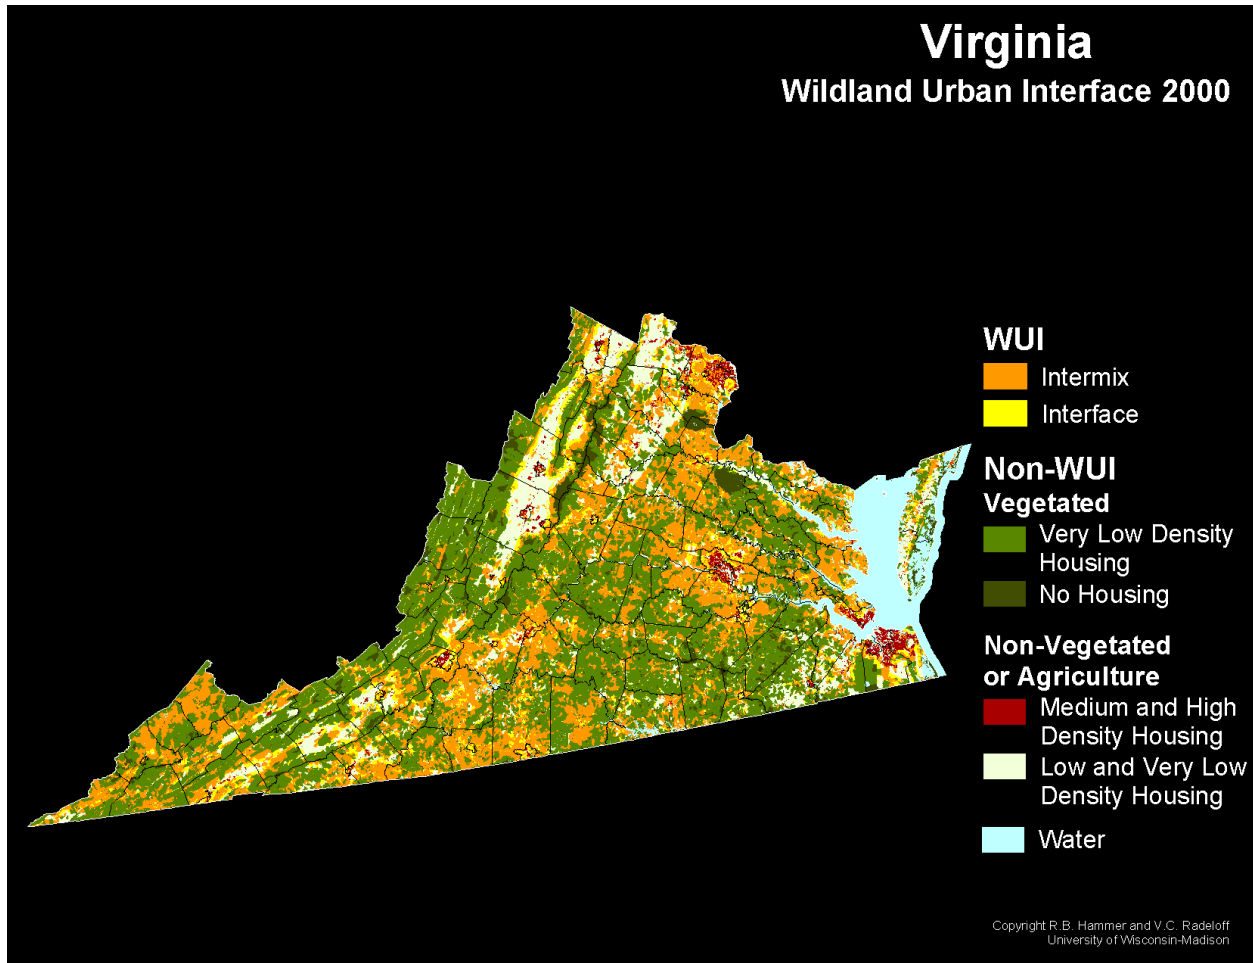 Virginia
Wildland Urban Interface 2000
WUI
Intermix
Interface
Non-WUI
Vegetated
Very Low Density
Housing
No Housing
Non-Vegetated
or Agriculture
Medium and High
Density Housing
Low and Very Low
Density Housing
Water
Copyright R.B. Hammer and V.C. Radeloff
University of Wisconsin-Madison